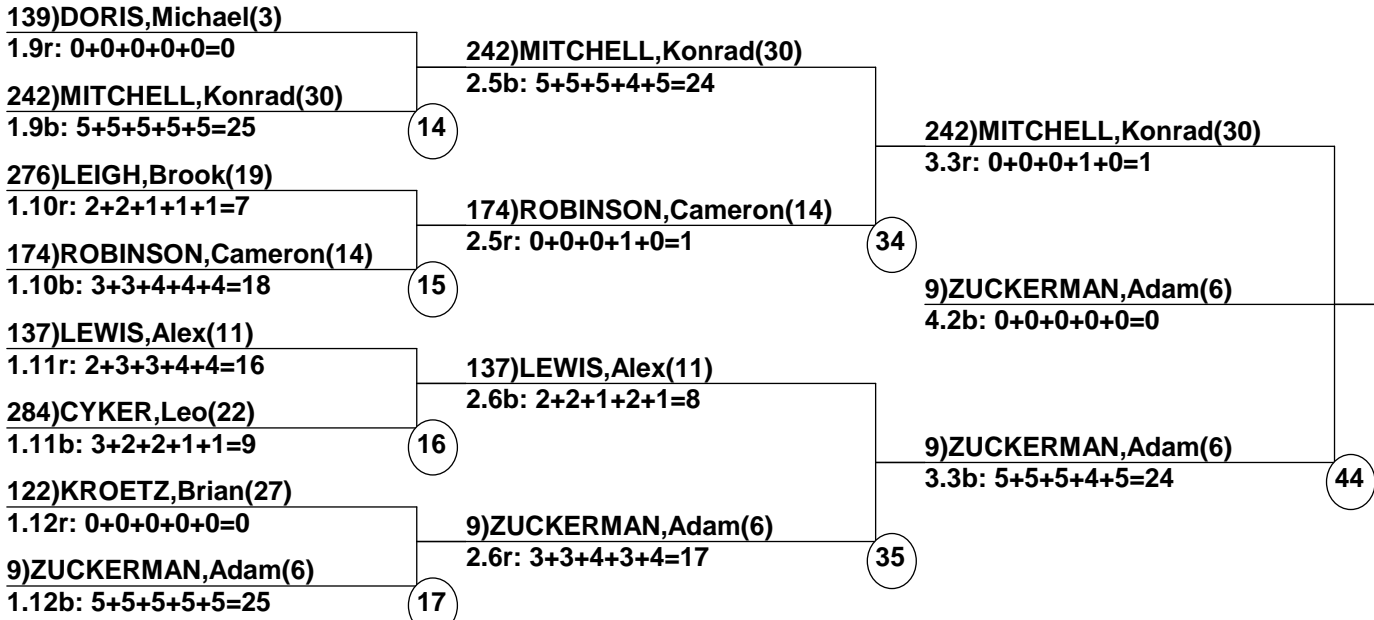 139)DORIS,Michael(3)
1.9r: 0+0+0+0+0=0
242)MITCHELL,Konrad(30)
1.9b: 5+5+5+5+5=25
14
276)LEIGH,Brook(19)
1.10r: 2+2+1+1+1=7
174)ROBINSON,Cameron(14)
1.10b: 3+3+4+4+4=18
15
137)LEWIS,Alex(11)
1.11r: 2+3+3+4+4=16
284)CYKER,Leo(22)
1.11b: 3+2+2+1+1=9
16
122)KROETZ,Brian(27)
1.12r: 0+0+0+0+0=0
9)ZUCKERMAN,Adam(6)
1.12b: 5+5+5+5+5=25
17
242)MITCHELL,Konrad(30)
2.5b: 5+5+5+4+5=24
174)ROBINSON,Cameron(14)
2.5r: 0+0+0+1+0=1
34
137)LEWIS,Alex(11)
2.6b: 2+2+1+2+1=8
9)ZUCKERMAN,Adam(6)
2.6r: 3+3+4+3+4=17
35
242)MITCHELL,Konrad(30)
3.3r: 0+0+0+1+0=1
9)ZUCKERMAN,Adam(6)
3.3b: 5+5+5+4+5=24
44
9)ZUCKERMAN,Adam(6)
4.2b: 0+0+0+0+0=0